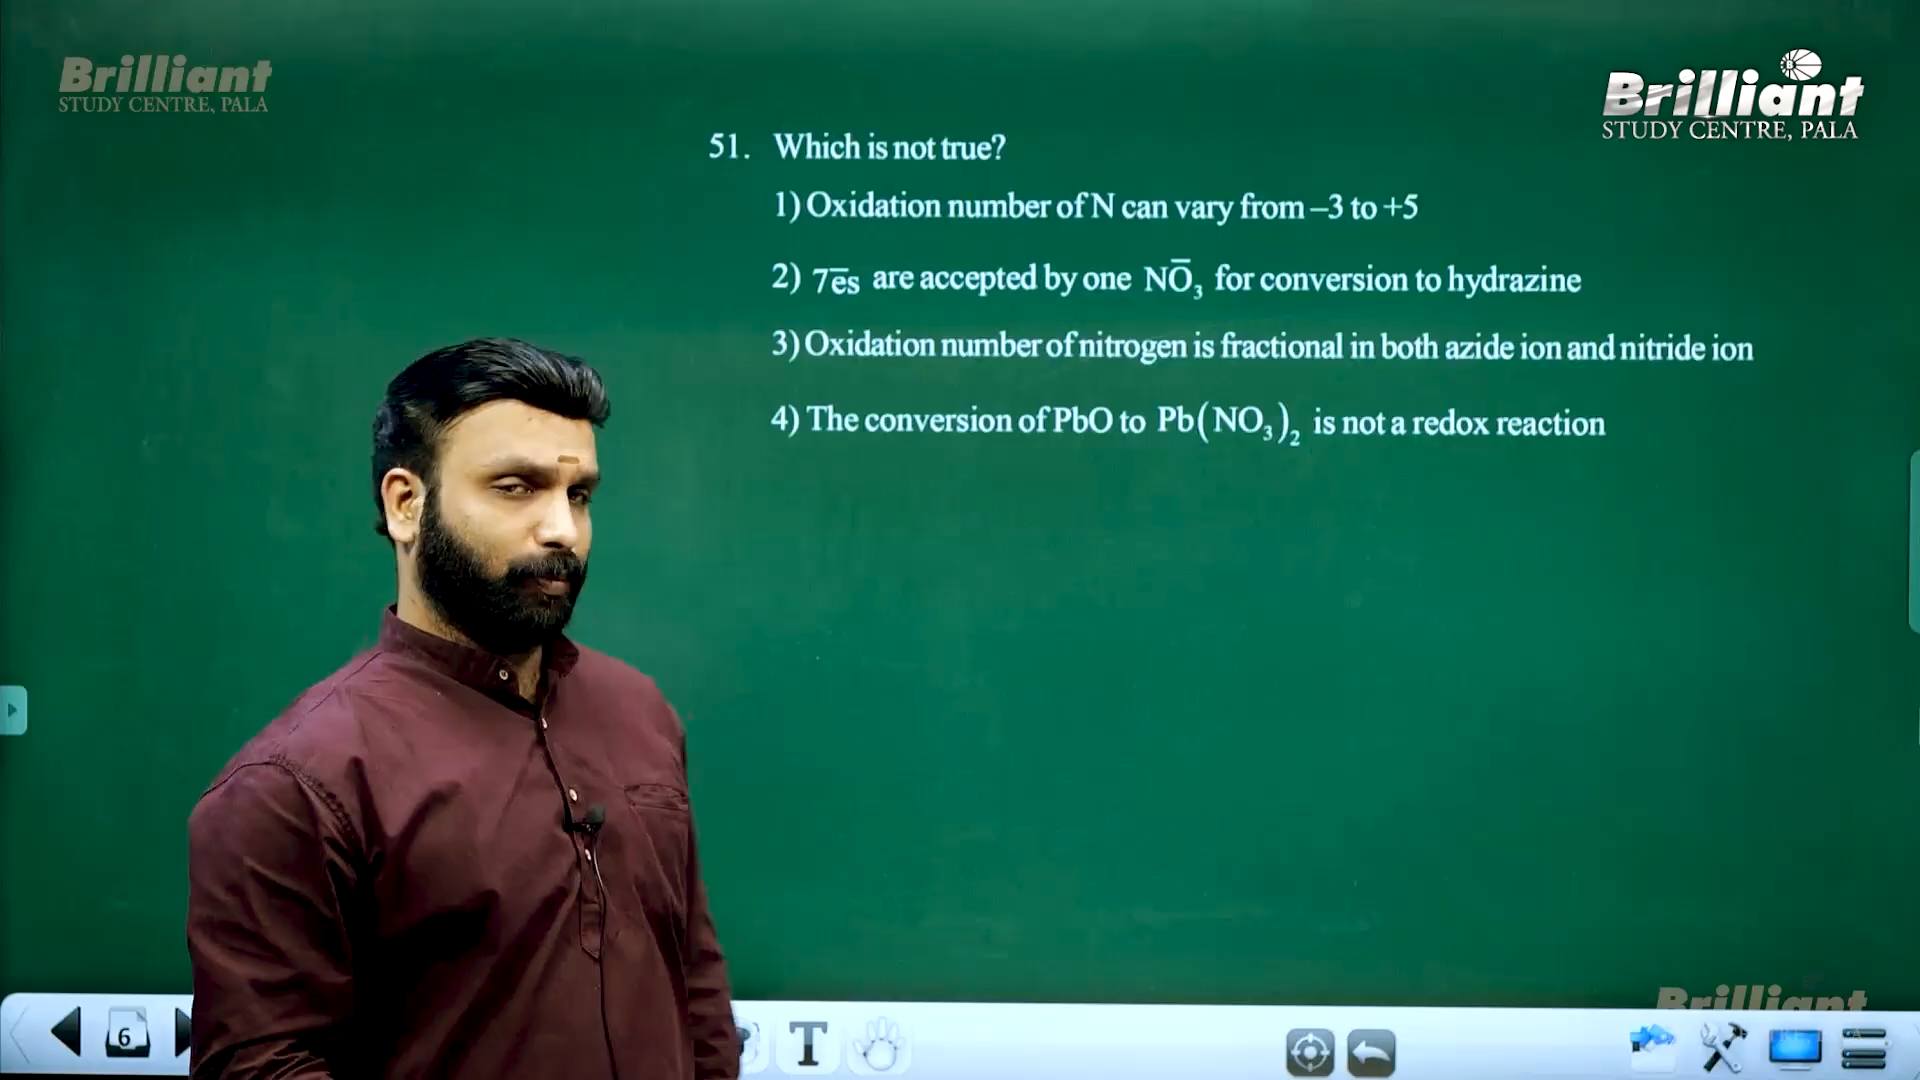 Brilliant
STUDY CENTRE, PALA
Brilliant
STUDY CENTRE, PALA
51. Which is not true?
1) Oxidation number of N can vary from –3 to +5
2) 7e̅s are accepted by one NO̅₃ for conversion to hydrazine
3) Oxidation number of nitrogen is fractional in both azide ion and nitride ion
4) The conversion of PbO to Pb(NO₃)₂ is not a redox reaction
Brilliant
6
T